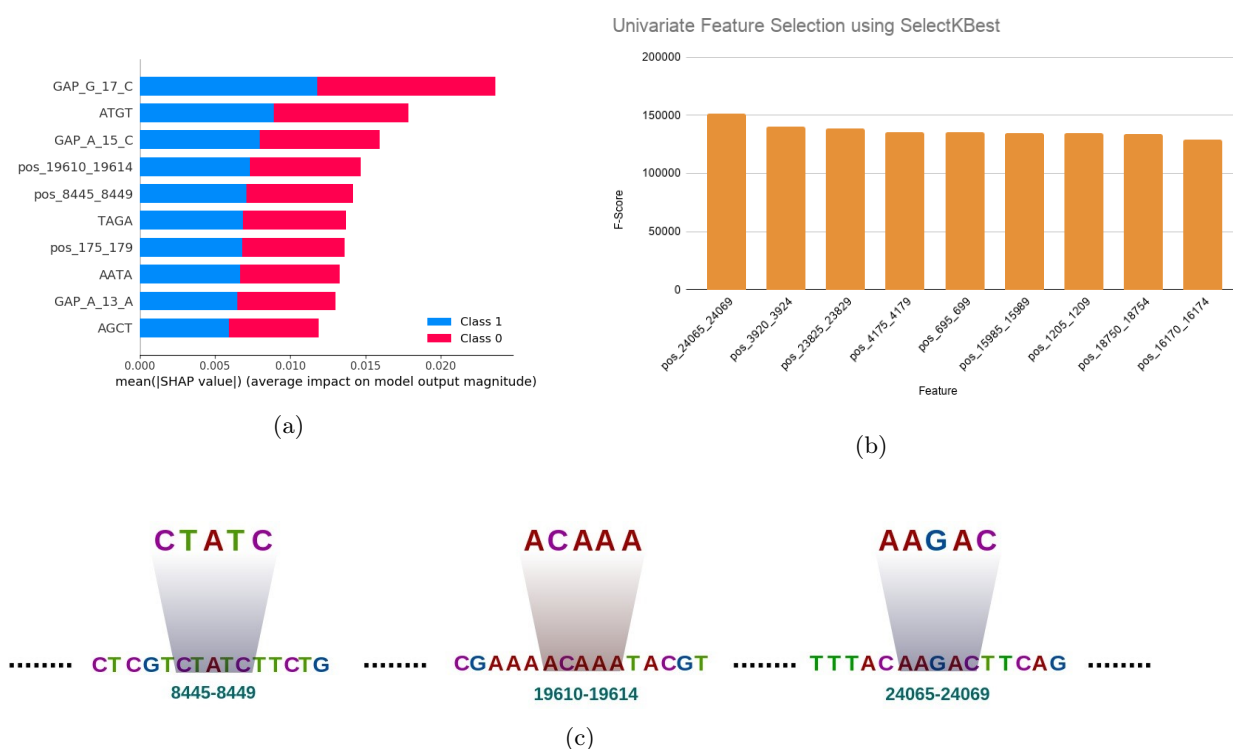 GAP_G_17_C
ATGT
GAP_A_15_C
pos_19610_19614
pos_8445_8449
TAGA
pos_175_179
AATA
GAP_A_13_A
AGCT
Class 1
Class 0
0.000 0.005 0.010 0.015 0.020
mean(|SHAP value|) (average impact on model output magnitude)
(a)
Univariate Feature Selection using SelectKBest
200000
150000
100000
50000
0
F-Score
pos_24065_24069
pos_3920_3924
pos_23825_23829
pos_4175_4179
pos_695_699
pos_15985_15989
pos_1205_1209
pos_18750_18754
pos_16170_16174
Feature
(b)
CTATC ACAAA AAGAC
........ CTCGTCTATCTTCTG ........ CGAAAACAAATACGT ........ TTTACAAGACTTCAG ........
8445-8449 19610-19614 24065-24069
(c)